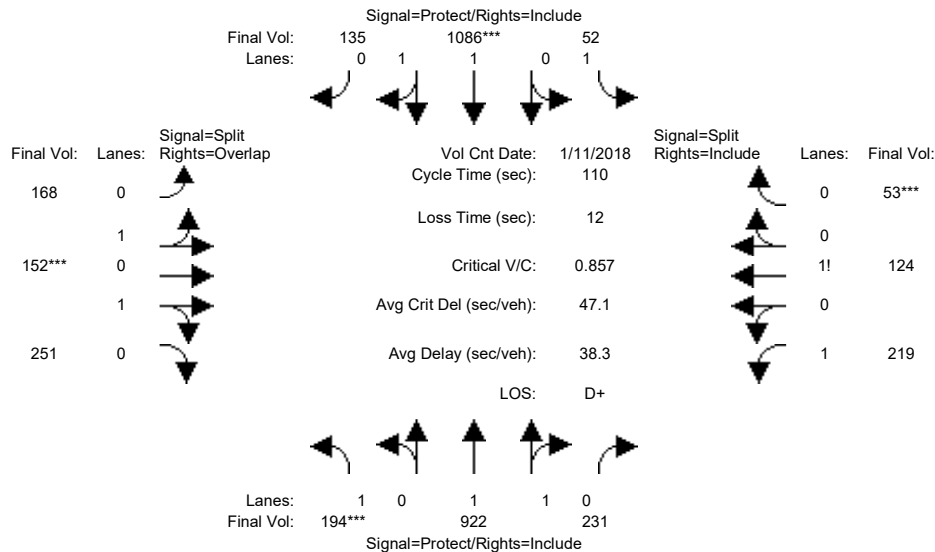 Signal=Protect/Rights=Include
Final Vol: 135 1086*** 52
Lanes: 0 1 1 0 1
Signal=Split Signal=Split
Final Vol: Lanes: Rights=Overlap Vol Cnt Date: 1/11/2018 Rights=Include Lanes: Final Vol:
Cycle Time (sec): 110
168 0 0 53***
Loss Time (sec): 12
1 0
152*** 0 Critical V/C: 0.857 1! 124
1 Avg Crit Del (sec/veh): 47.1 0
251 0 Avg Delay (sec/veh): 38.3 1 219
LOS: D+
Lanes: 1 0 1 1 0
Final Vol: 194*** 922 231
Signal=Protect/Rights=Include